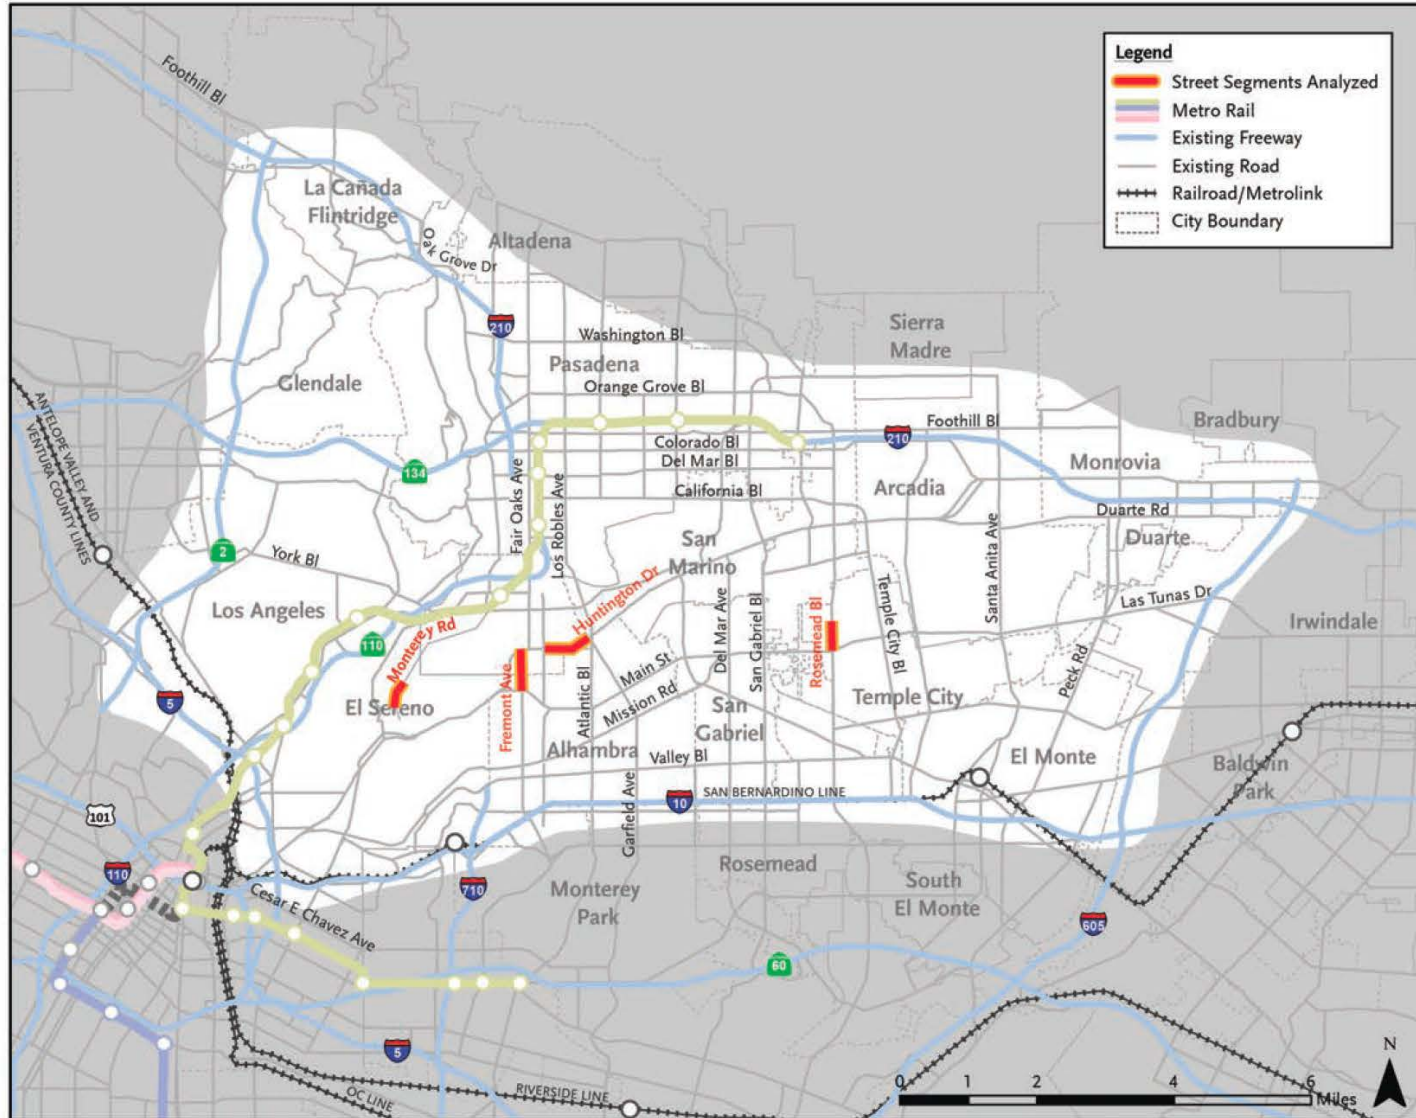 Legend
Street Segments Analyzed
Metro Rail
Existing Freeway
Existing Road
Railroad/Metrolink
City Boundary
Foothill Bl
La Cañada
Flintridge
Oak Grove Dr
Altadena
210
Washington Bl
Sierra
Madre
Pasadena
Glendale
Orange Grove Bl
ANTELOPE VALLEY AND
VENTURA COUNTY LINES
Foothill Bl
Bradbury
Colorado Bl
210
Del Mar Bl
Monrovia
134
California Bl
Arcadia
Fair Oaks Ave
Los Robles Ave
Duarte Rd
Duarte
2
York Bl
San
Marino
Santa Anita Ave
Los Angeles
Huntington Dr
Las Tunas Dr
Irwindale
110
Monterey Rd
Del Mar Ave
San Gabriel Bl
Rosemead Bl
Temple City Bl
Main St
Peck Rd
5
El Sereno
Fremont Ave
Atlantic Bl
Mission Rd
San
Gabriel
Temple City
Alhambra
Valley Bl
El Monte
Baldwin
Park
101
Garfield Ave
10
SAN BERNARDINO LINE
110
710
Rosemead
Monterey
Park
South
El Monte
Cesar E Chavez Ave
605
60
5
OC LINE
RIVERSIDE LINE
0 1 2 4 6
Miles
N